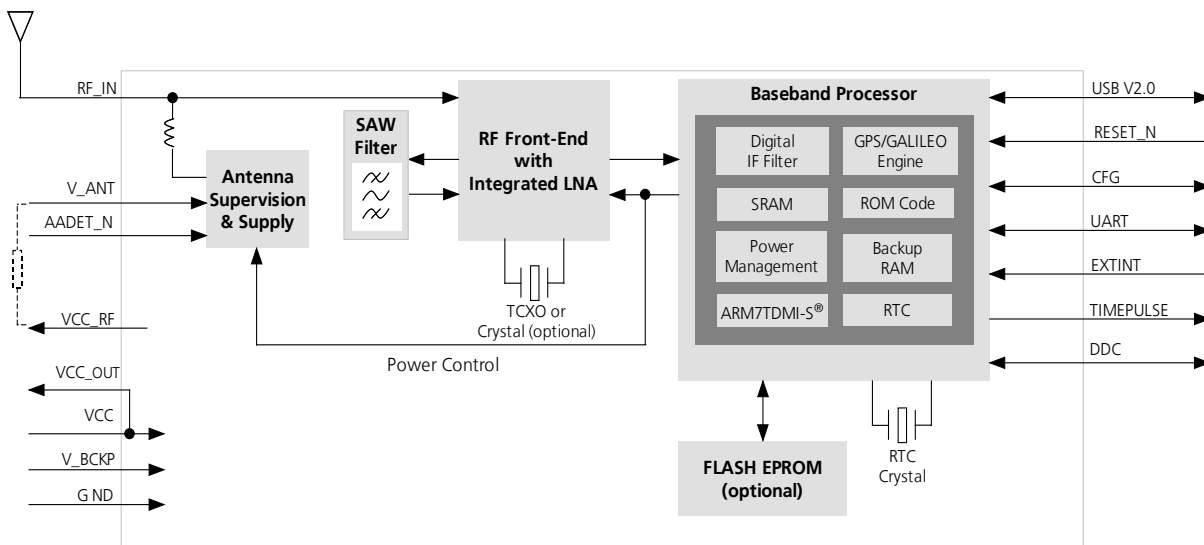 RF_IN
V_ANT
AADET_N
VCC_RF
VCC_OUT
VCC
V_BCKP
G ND
Antenna
Supervision
& Supply
SAW
Filter
RF Front-End
with
Integrated LNA
TCXO or
Crystal (optional)
Power Control
Baseband Processor
Digital
IF Filter
GPS/GALILEO
Engine
SRAM
ROM Code
Power
Management
Backup
RAM
ARM7TDMI-S®
RTC
FLASH EPROM
(optional)
RTC
Crystal
USB V2.0
RESET_N
CFG
UART
EXTINT
TIMEPULSE
DDC